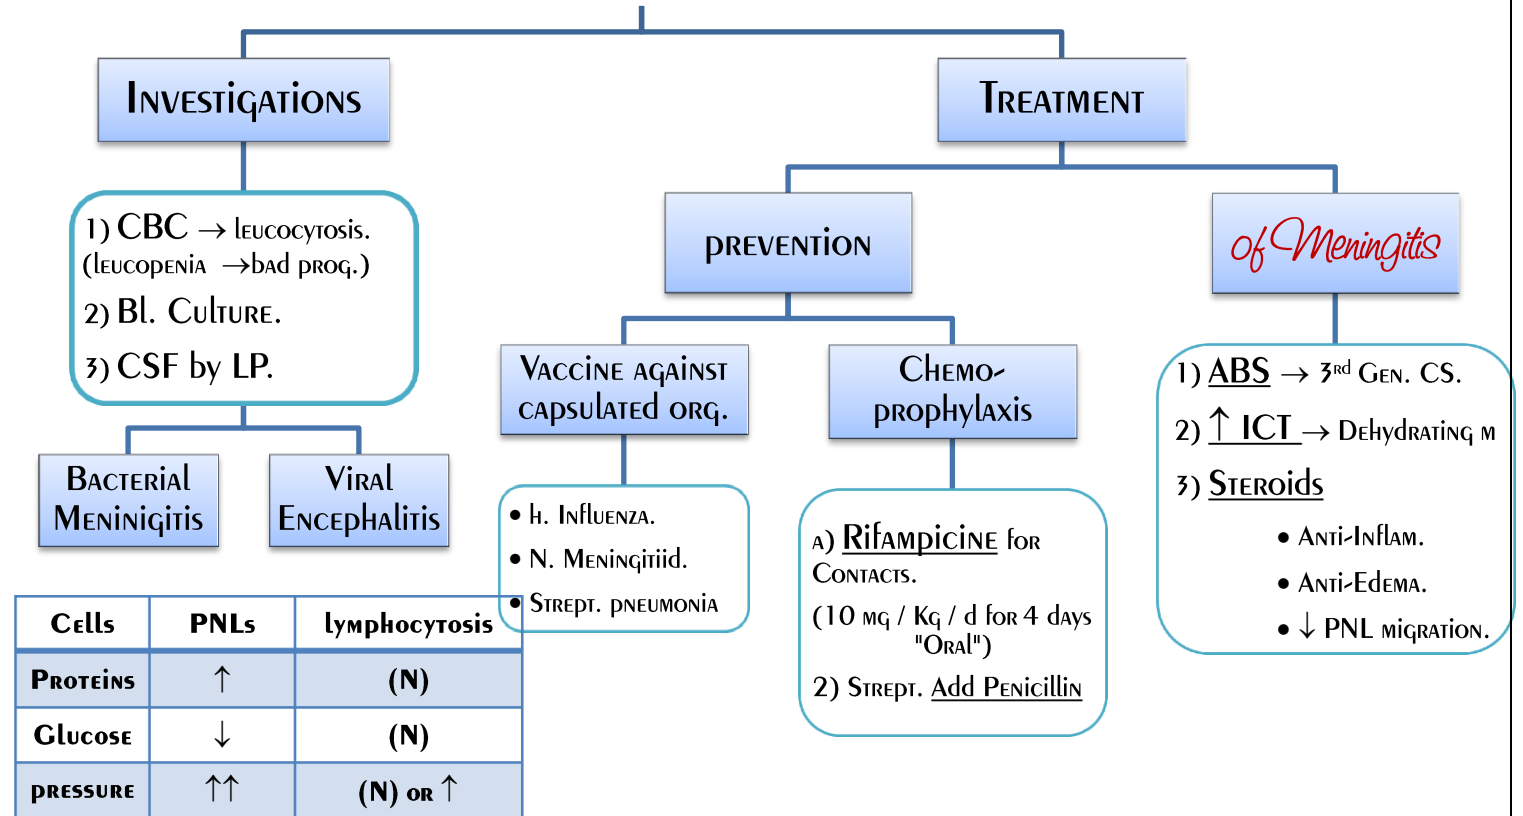 Investigations
Treatment
1) CBC → leucocytosis.
(leucopenia →bad prog.)
2) Bl. Culture.
3) CSF by LP.
prevention
of Meningitis
Vaccine against
capsulated org.
Chemo-
prophylaxis
1) ABS → 3rd Gen. CS.
2) ↑ ICT → Dehydrating m
3) Steroids
• Anti-Inflam.
• Anti-Edema.
• ↓ PNL migration.
Bacterial
Meninigitis
Viral
Encephalitis
• h. Influenza.
• N. Meningitiid.
• Strept. pneumonia
a) Rifampicine for
Contacts.
(10 mg / Kg / d for 4 days
"Oral")
2) Strept. Add Penicillin
Cells PNLs lymphocytosis
Proteins ↑ (N)
Glucose ↓ (N)
pressure ↑↑ (N) or ↑